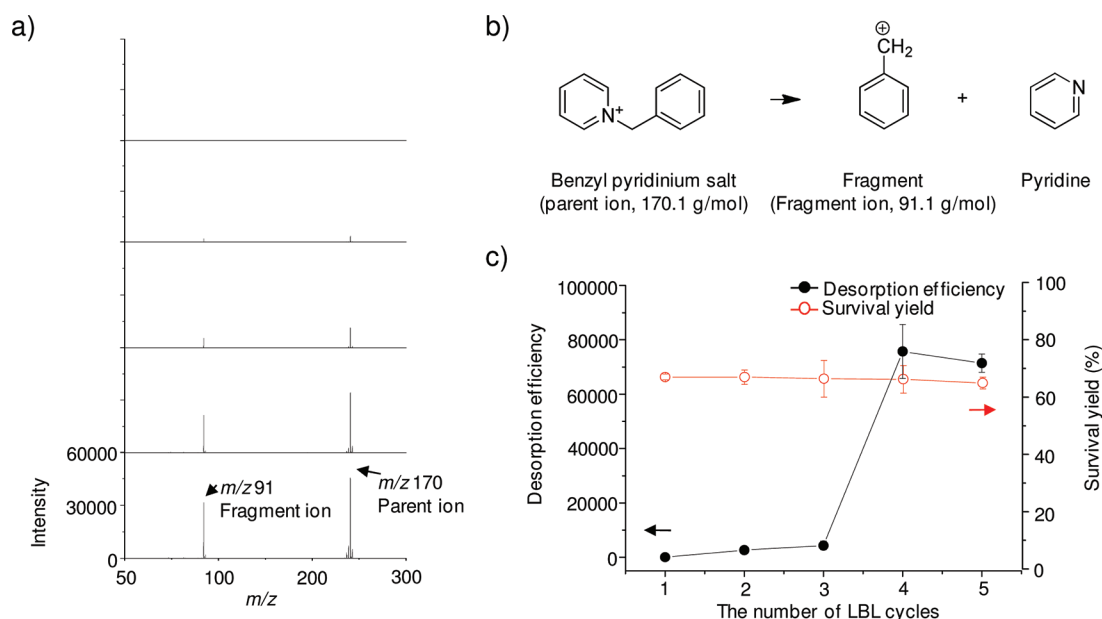 a)
60000
30000
0
Intensity
m/z 91
Fragment ion
m/z 170
Parent ion
50
100
200
300
m/z
b)
⊕
CH2
N+
N
+
Benzyl pyridinium salt
(parent ion, 170.1 g/mol)
Fragment
(Fragment ion, 91.1 g/mol)
Pyridine
c)
Desorption efficiency
Survival yield
100000
80000
60000
40000
20000
0
Desorption efficiency
100
80
60
40
20
0
Survival yield (%)
1
2
3
4
5
The number of LBL cycles